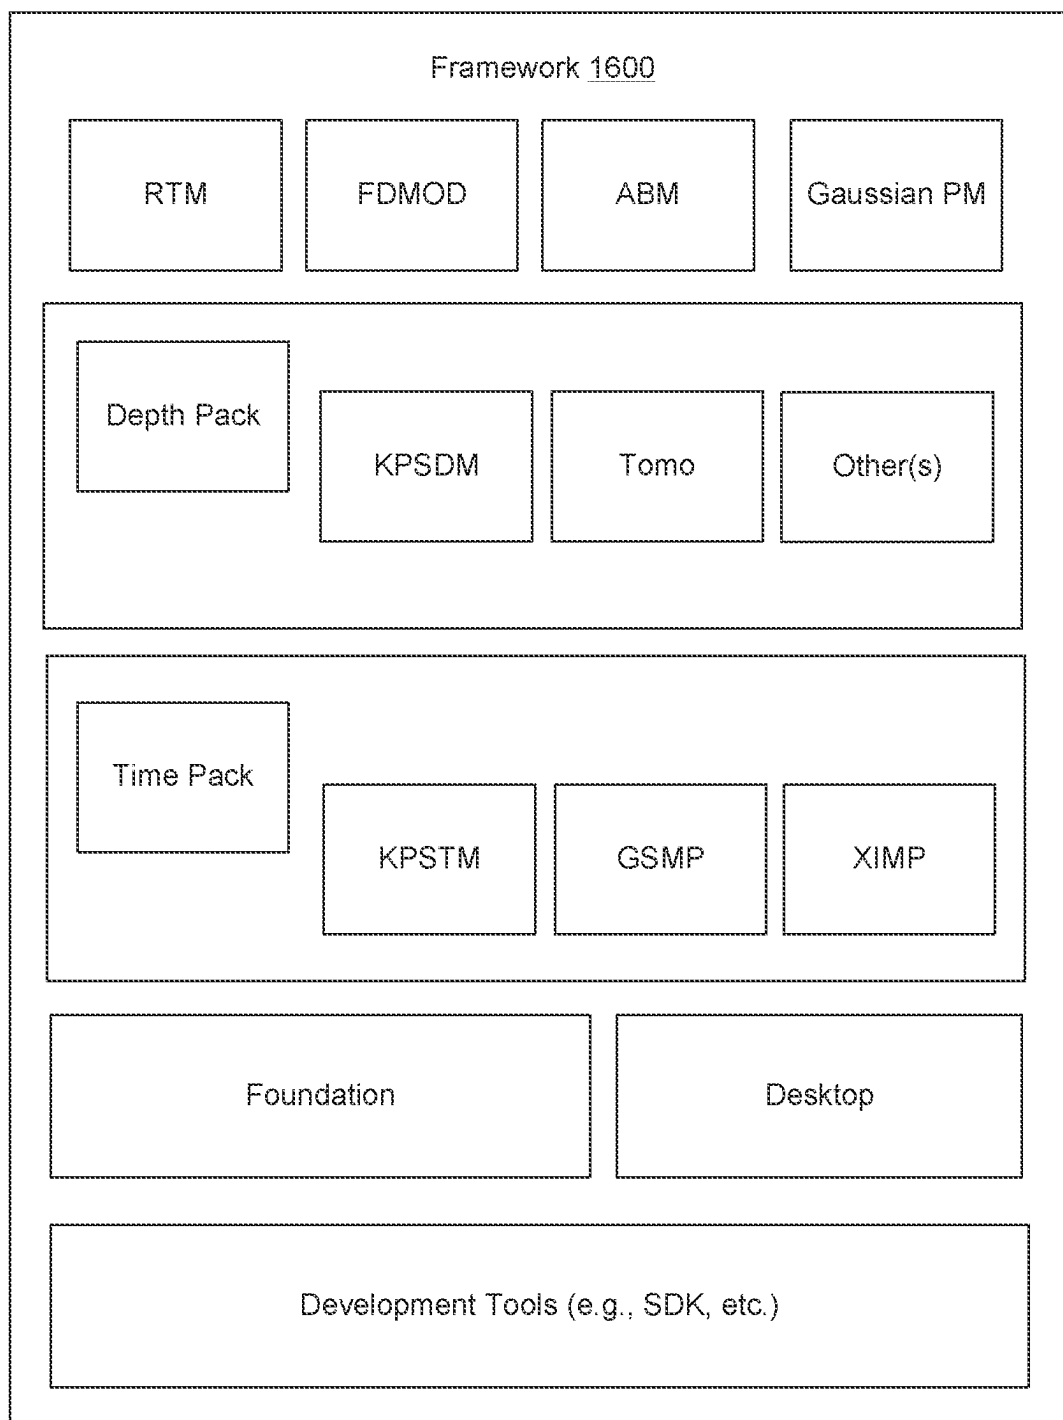 Framework 1600
RTM
FDMOD
ABM
Gaussian PM
Depth Pack
KPSDM
Tomo
Other(s)
Time Pack
KPSTM
GSMP
XIMP
Foundation
Desktop
Development Tools (e.g., SDK, etc.)